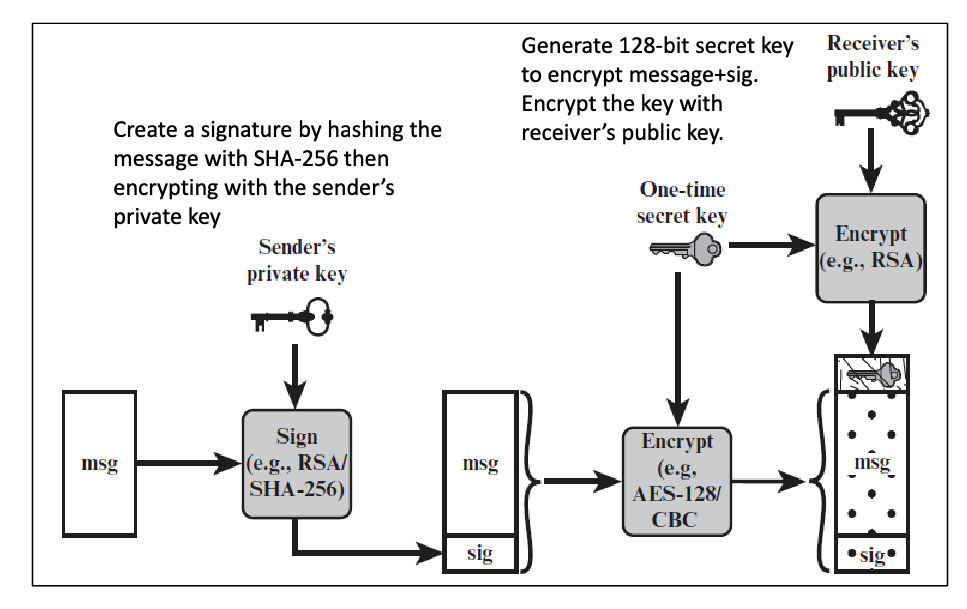 Generate 128-bit secret key
to encrypt message+sig.
Encrypt the key with
receiver's public key.
Receiver's
public key
Create a signature by hashing the
message with SHA-256 then
encrypting with the sender's
private key
One-time
secret key
Encrypt
(e.g., RSA)
Sender's
private key
msg
Sign
(e.g., RSA/
SHA-256)
msg
sig
Encrypt
(e.g,
AES-128/
CBC
msg
sig